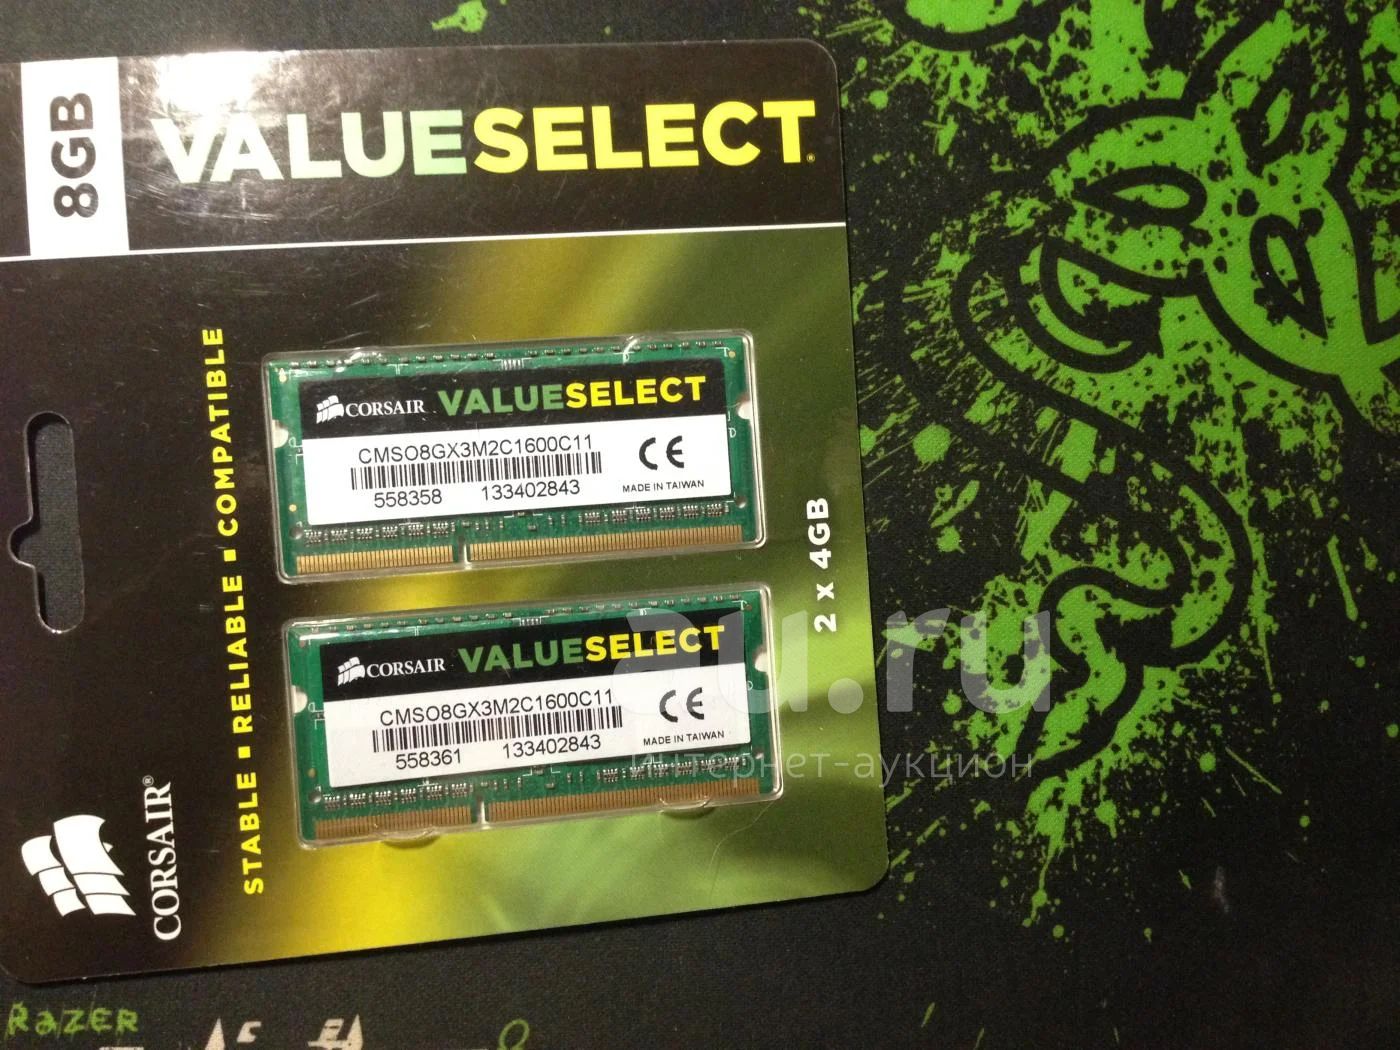 8GB
VALUESELECT®
STABLE ▪ RELIABLE ▪ COMPATIBLE
CORSAIR®
CORSAIR VALUESELECT
CMSO8GX3M2C1600C11
558358 133402843
CE
MADE IN TAIWAN
2 x 4GB
CORSAIR VALUESELECT
CMSO8GX3M2C1600C11
558361 133402843
CE
MADE IN TAIWAN
au.ru
Интернет-аукцион
RAZER